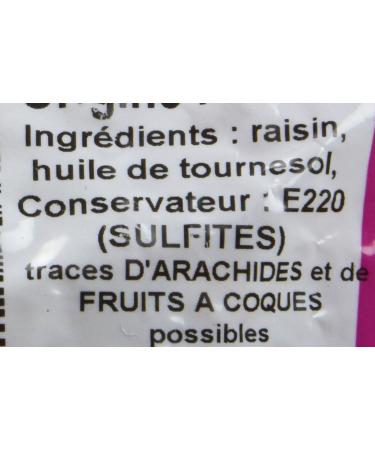 Ingrédients : raisin,
huile de tournesol,
Conservateur : E220
(SULFITES)
traces D'ARACHIDES et de
FRUITS A COQUES
possibles